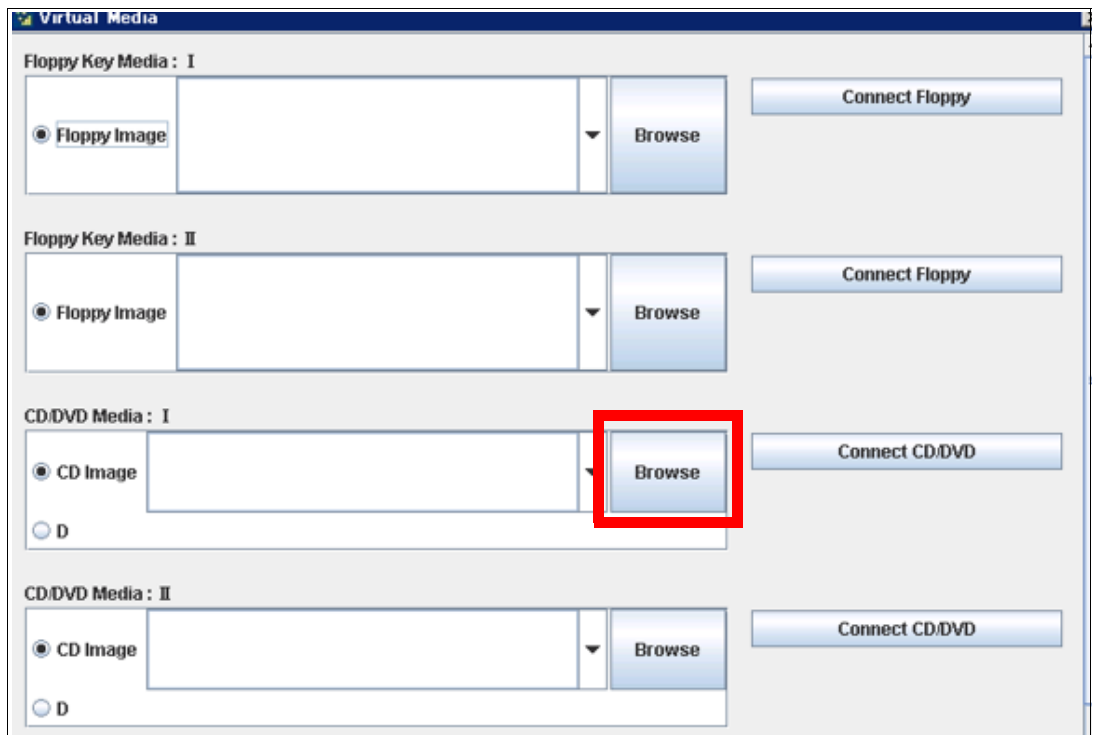 Virtual Media
Floppy Key Media : I
Floppy Image
Browse
Connect Floppy
Floppy Key Media : II
Floppy Image
Browse
Connect Floppy
CD/DVD Media : I
CD Image
Browse
Connect CD/DVD
D
CD/DVD Media : II
CD Image
Browse
Connect CD/DVD
D